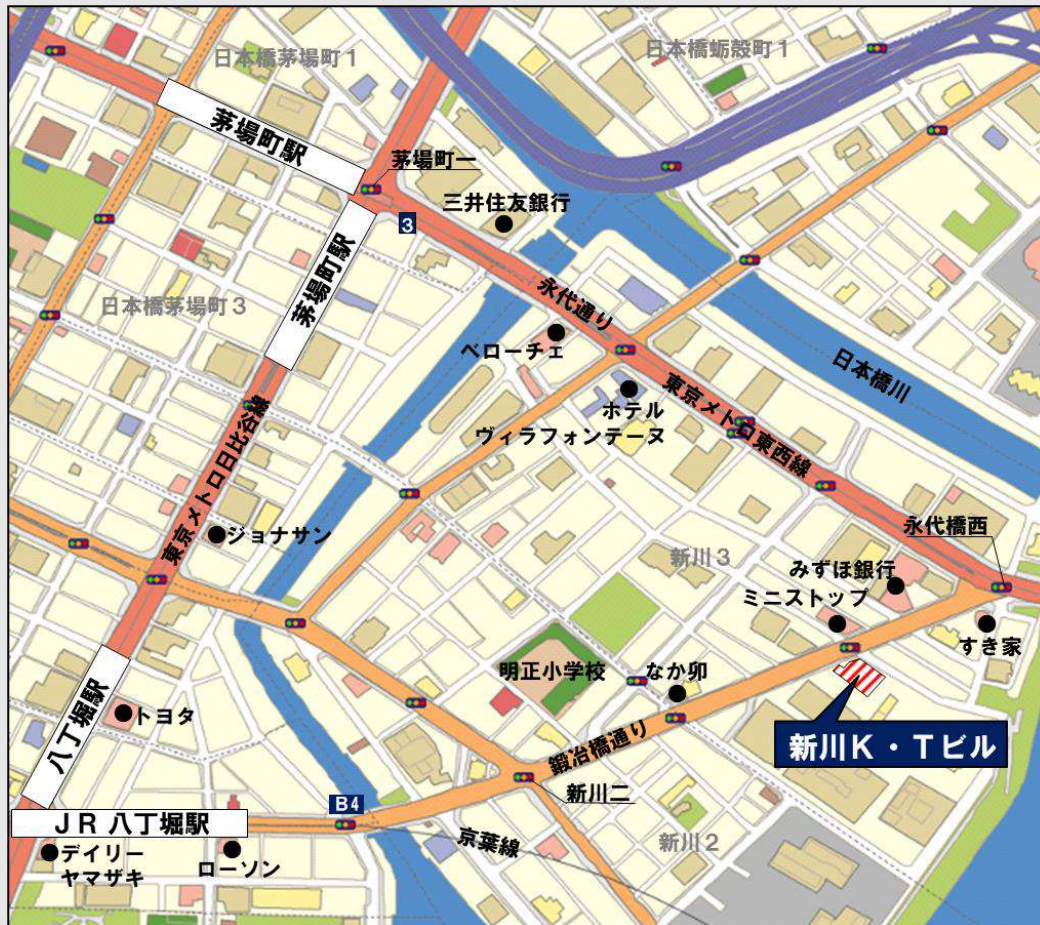 日本橋茅場町1
日本橋蛎殻町1
茅場町駅
茅場町一
三井住友銀行
3
茅場町駅
日本橋茅場町3
永代通り
ベローチェ
日本橋川
東京メトロ東西線
ホテル
ヴィラフォンテーヌ
東京メトロ日比谷線
ジョナサン
永代橋西
新川3
みずほ銀行
ミニストップ
すき家
明正小学校
なか卯
八丁堀駅
トヨタ
鍛冶橋通り
新川K・Tビル
新川二
B4
JR八丁堀駅
京葉線
新川2
デイリー
ヤマザキ
ローソン